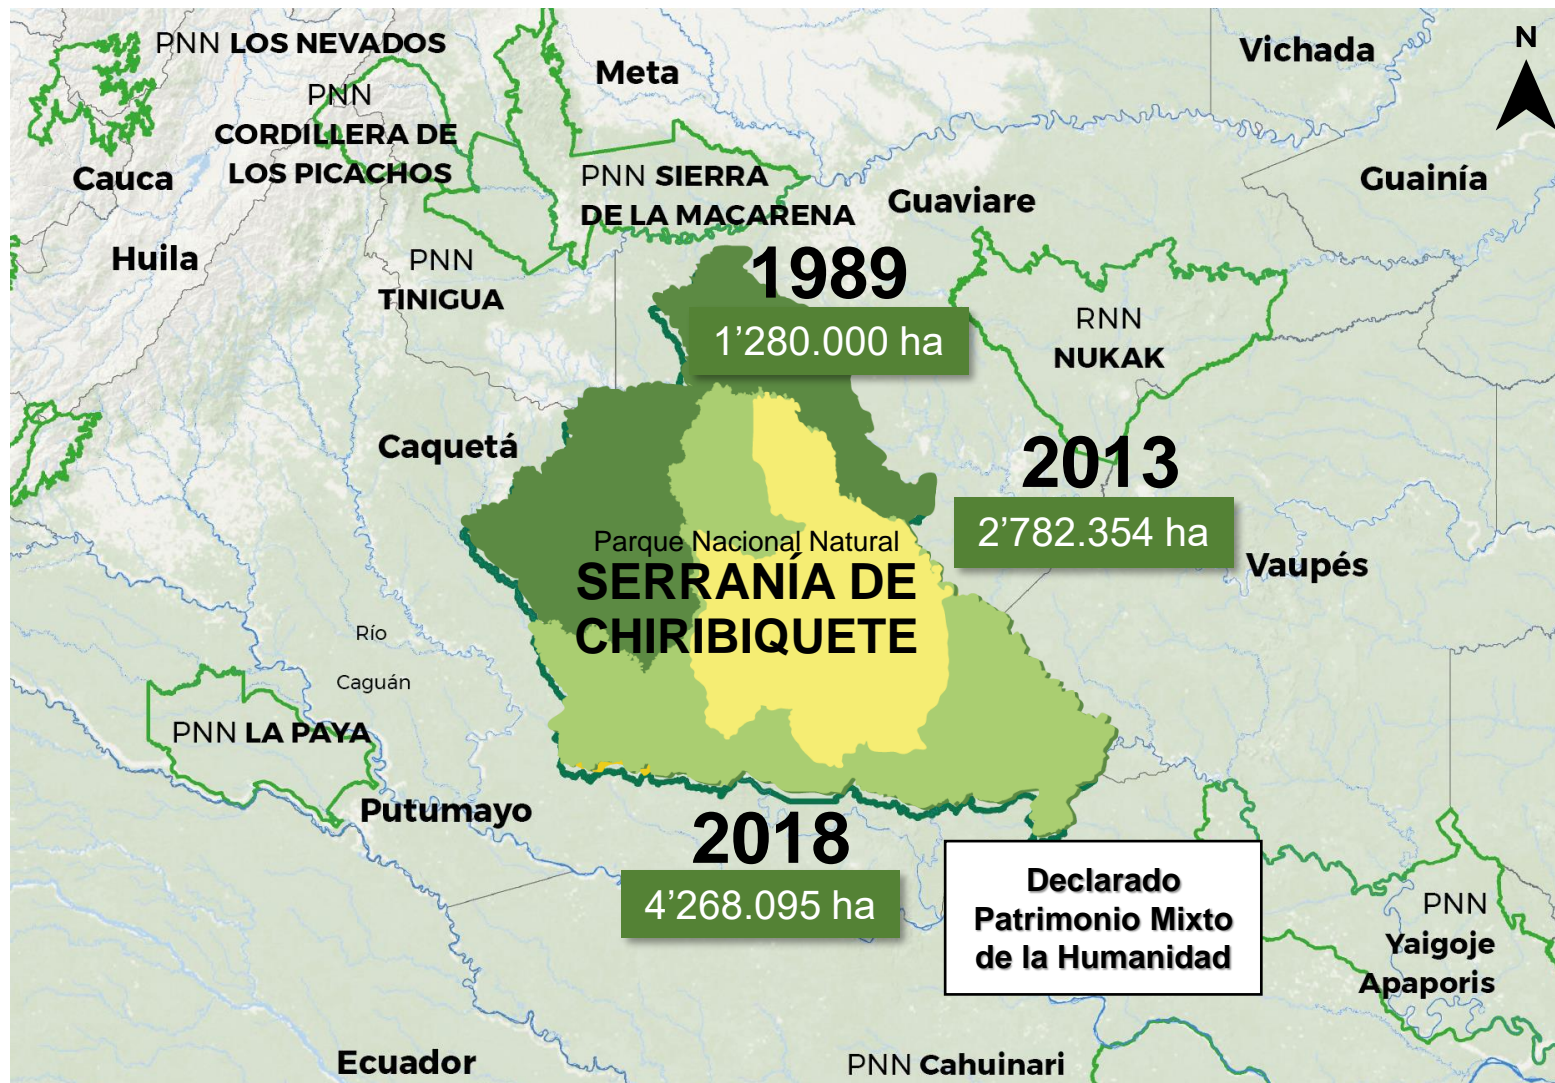 PNN LOS NEVADOS
Meta
Vichada
N
PNN
CORDILLERA DE
LOS PICACHOS
Cauca
PNN SIERRA
DE LA MACARENA
Guaviare
Guainía
Huila
PNN
TINIGUA
1989
1’280.000 ha
RNN
NUKAK
Caquetá
2013
2’782.354 ha
Parque Nacional Natural
SERRANÍA DE
CHIRIBIQUETE
Vaupés
Río
Caguán
PNN LA PAYA
Putumayo
2018
4’268.095 ha
Declarado
Patrimonio Mixto
de la Humanidad
PNN
Yaigoje
Apaporis
Ecuador
PNN Cahuinari